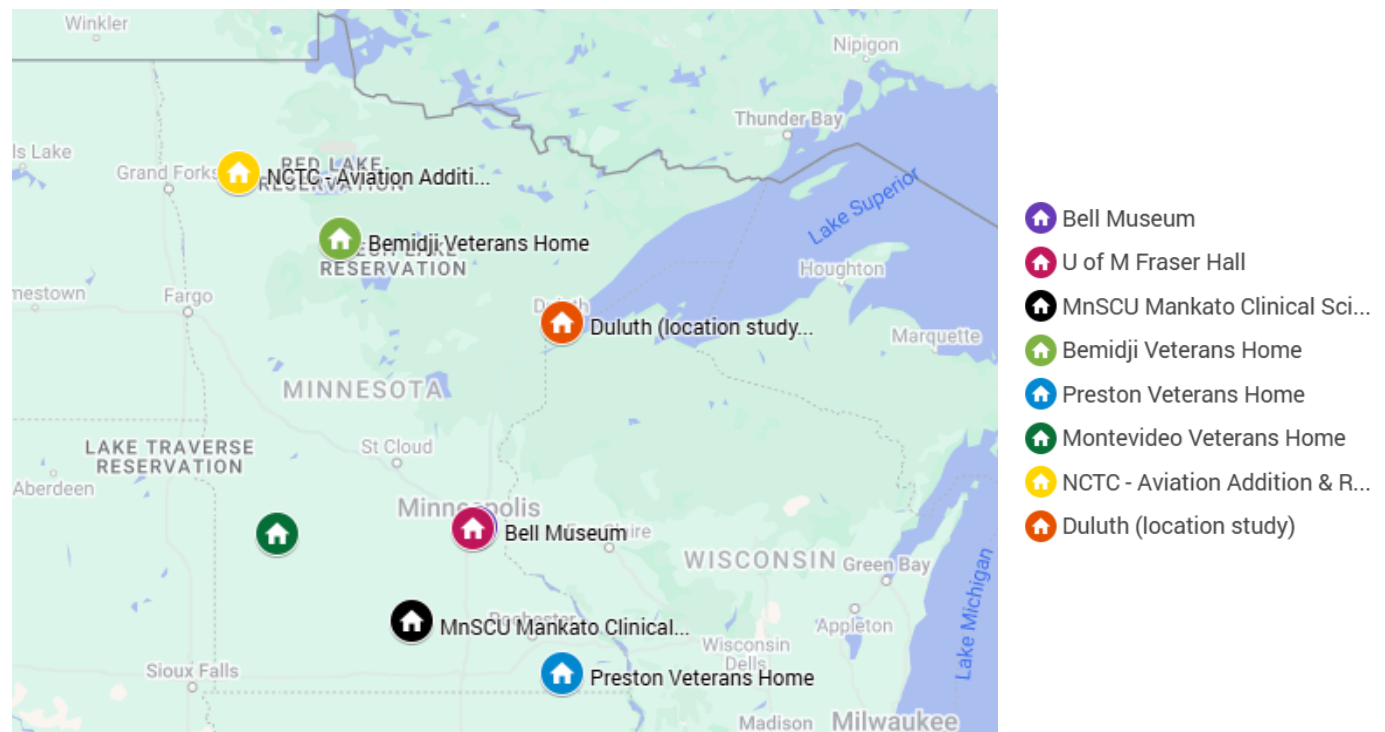 Winkler
Nipigon
Thunder Bay
ls Lake
Grand Forks
RED LAKE
RESERVATION
NCTC - Aviation Additi...
Lake Superior
Bemidji Veterans Home
RESERVATION
Houghton
mestown
Fargo
Duluth
Duluth (location study...
Marquette
MINNESOTA
LAKE TRAVERSE
RESERVATION
St Cloud
Aberdeen
Minneapolis
Bell Museum
ire
WISCONSIN
Green Bay
Lake Michigan
MnSCU Mankato Clinical...
Rochester
Appleton
Wisconsin
Dells
Sioux Falls
Preston Veterans Home
Madison
Milwaukee
Bell Museum
U of M Fraser Hall
MnSCU Mankato Clinical Sci...
Bemidji Veterans Home
Preston Veterans Home
Montevideo Veterans Home
NCTC - Aviation Addition & R...
Duluth (location study)